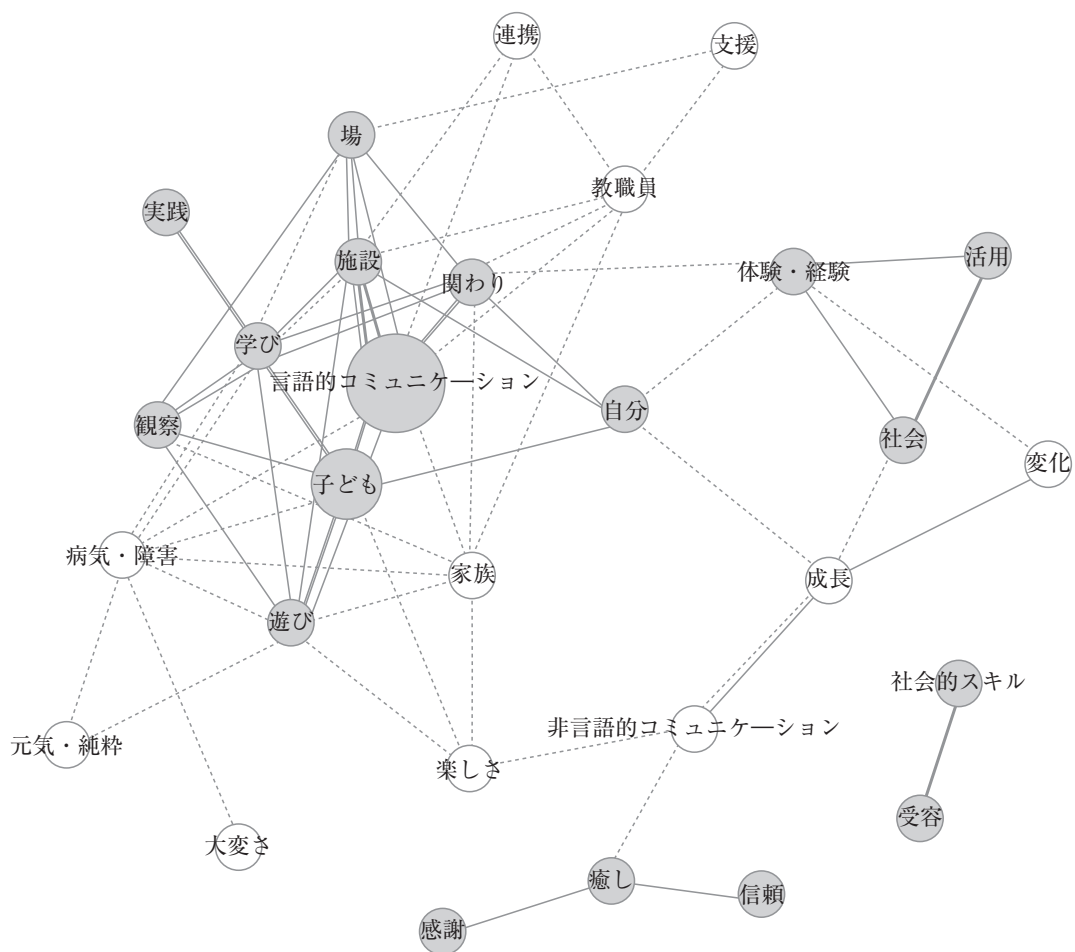 連携
支援
場
教職員
実践
施設
関わり
体験・経験
活用
学び
言語的コミュニケーション
自分
観察
社会
変化
子ども
病気・障害
家族
成長
遊び
社会的スキル
非言語的コミュニケーション
元気・純粋
楽しさ
受容
大変さ
癒し
信頼
感謝